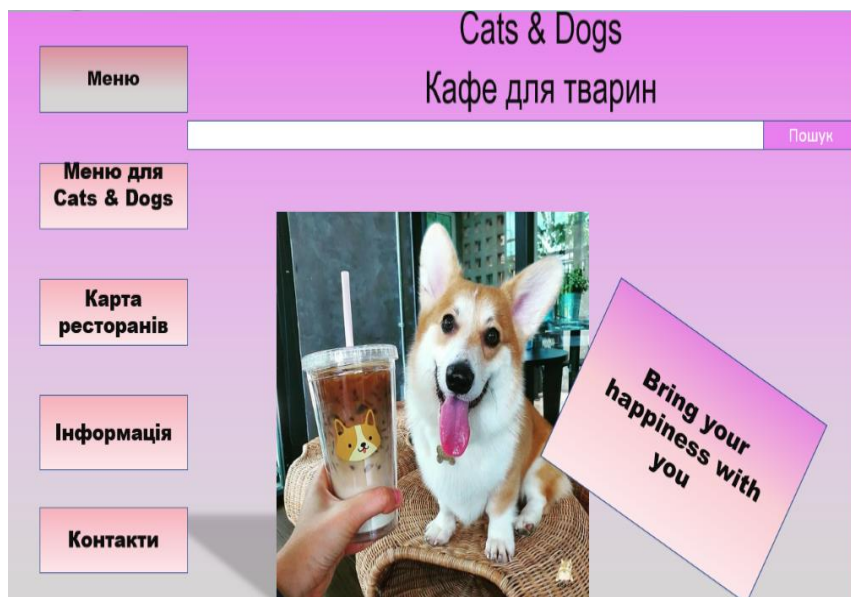 Cats & Dogs
Кафе для тварин
Меню
Пошук
Меню для
Cats & Dogs
Карта
ресторанів
Інформація
Контакти
Bring your
happiness with
you